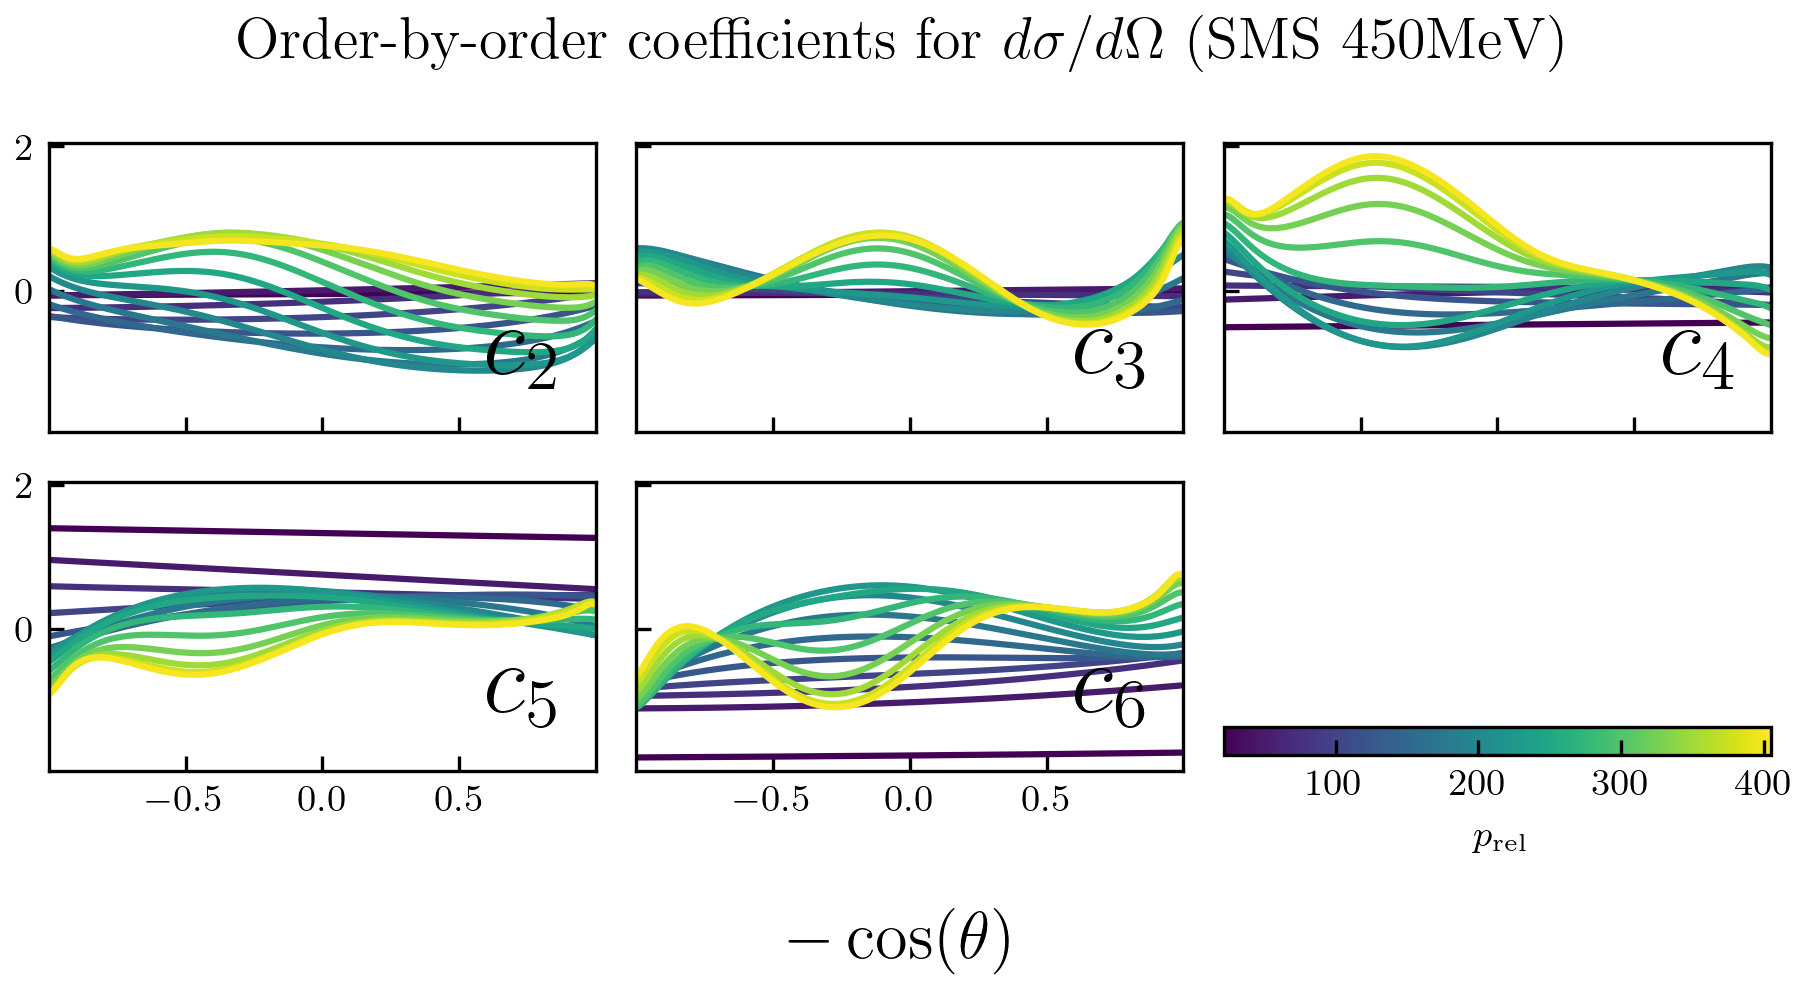 Order-by-order coefficients for dσ/dΩ (SMS 450MeV)
2
0
c₂
c₃
c₄
2
0
c₅
c₆
−0.5 0.0 0.5
−0.5 0.0 0.5
100 200 300 400
p_rel
− cos(θ)